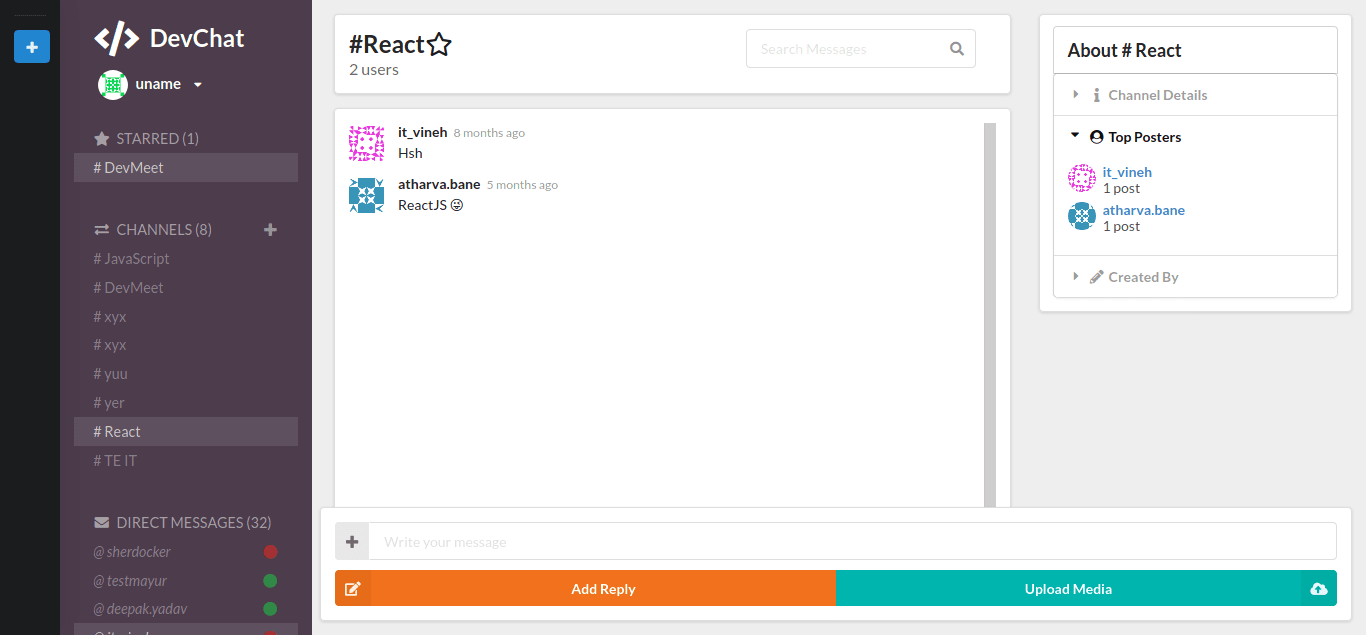 DevChat
uname
STARRED (1)
# DevMeet
CHANNELS (8)
# JavaScript
# DevMeet
# xyx
# xyx
# yuu
# yer
# React
# TE IT
DIRECT MESSAGES (32)
@ sherdocker
@ testmayur
@ deepak.yadav
#React
2 users
Search Messages
it_vineh 8 months ago
Hsh
atharva.bane 5 months ago
ReactJS 😜
Write your message
Add Reply
Upload Media
About # React
Channel Details
Top Posters
it_vineh
1 post
atharva.bane
1 post
Created By